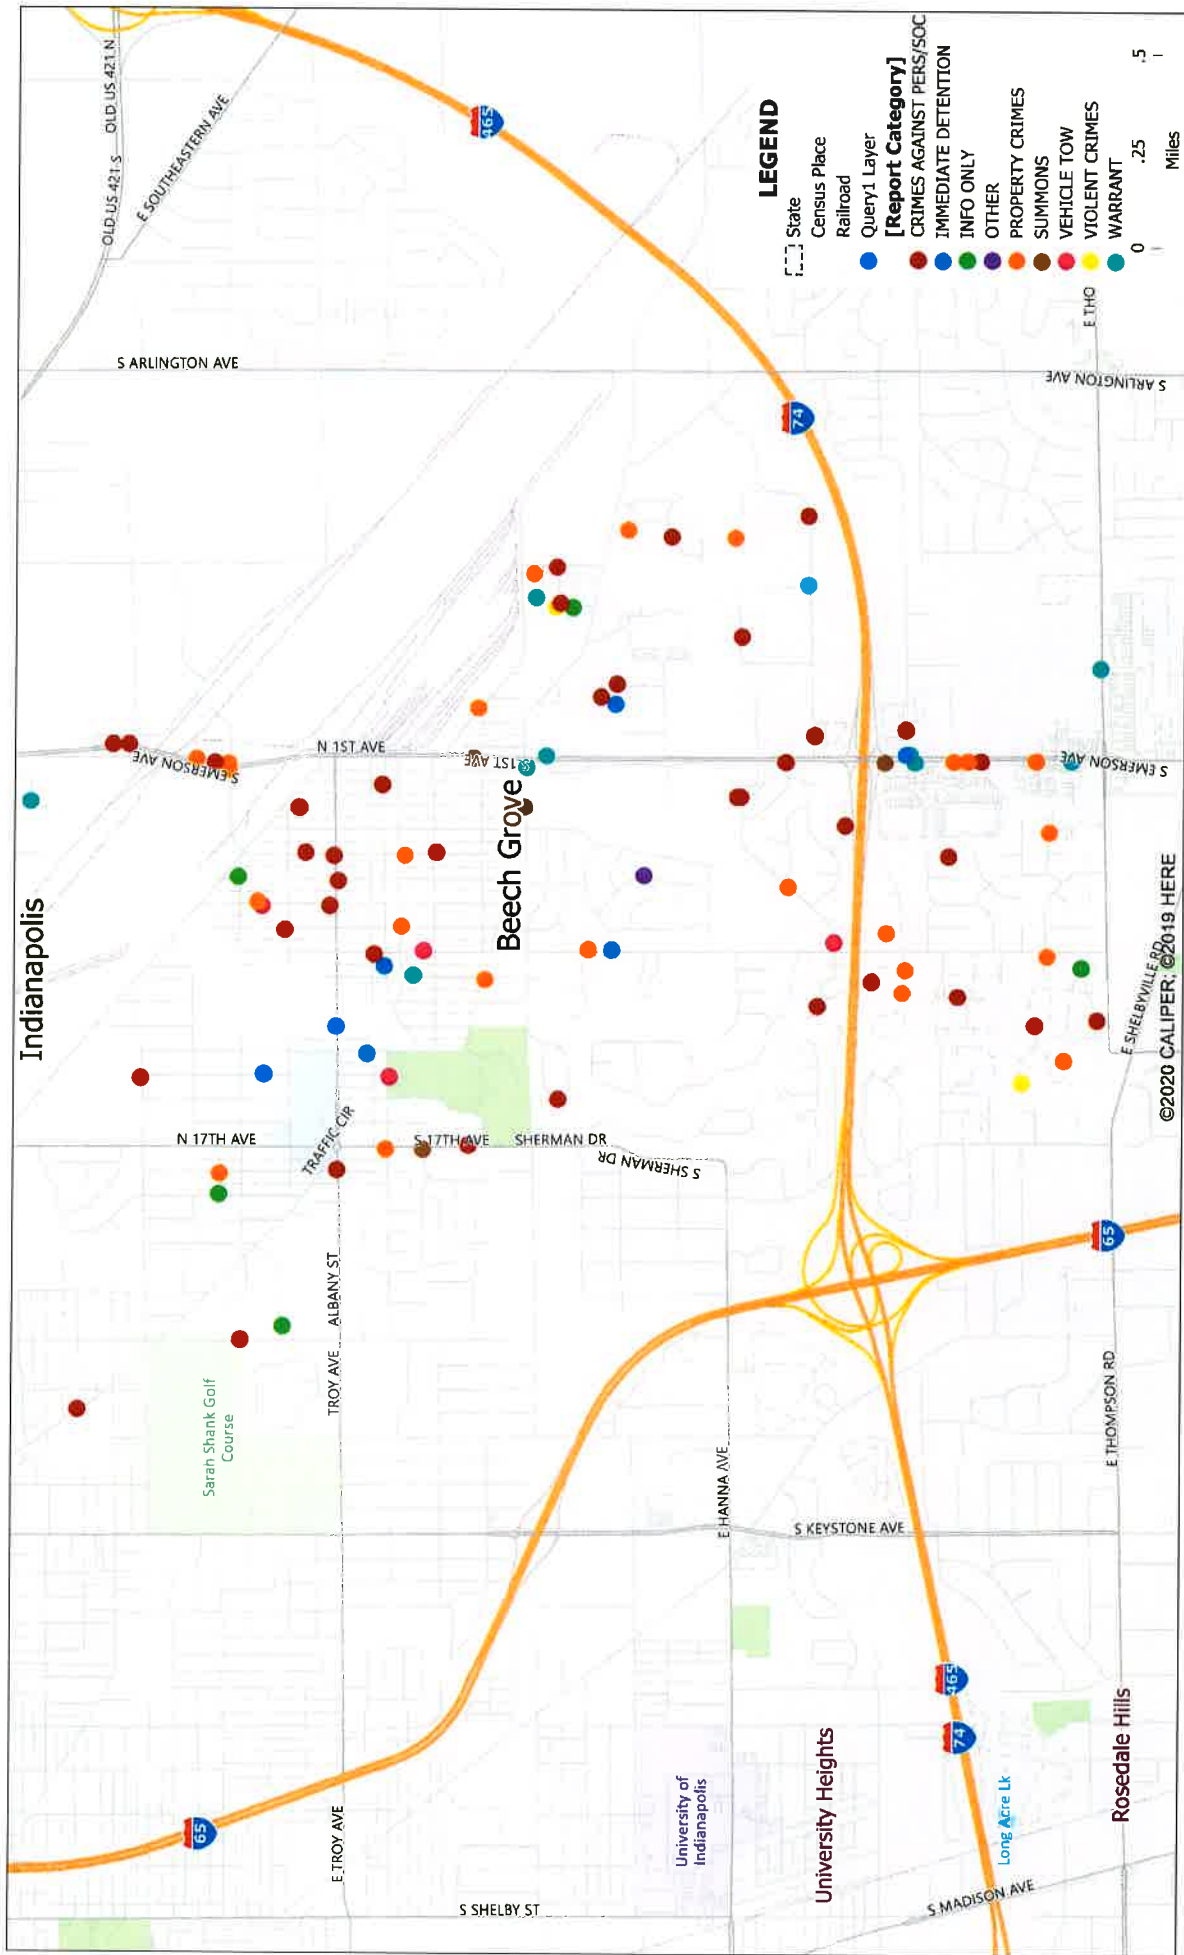 Indianapolis
OLD US 421 S
OLD US 421 N
E SOUTHEASTERN AVE
465
S ARLINGTON AVE
S EMERSON AVE
N 1ST AVE
S 1ST AVE
Beech Grove
N 17TH AVE
TRAFFIC CIR
S 17TH AVE
SHERMAN DR
S SHERMAN DR
Sarah Shank Golf
Course
TROY AVE
ALBANY ST
E TROY AVE
65
E HANNA AVE
S KEYSTONE AVE
S SHELBY ST
University of
Indianapolis
University Heights
74
465
Long Acre Lk
Rosedale Hills
S MADISON AVE
E THOMPSON RD
65
E SHELBYVILLE RD
S EMERSON AVE
74
S ARLINGTON AVE
E THO
LEGEND
State
Census Place
Railroad
Query1 Layer
[Report Category]
CRIMES AGAINST PERS/SOC
IMMEDIATE DETENTION
INFO ONLY
OTHER
PROPERTY CRIMES
SUMMONS
VEHICLE TOW
VIOLENT CRIMES
WARRANT
0 .25 .5
Miles
©2020 CALIPER; ©2019 HERE